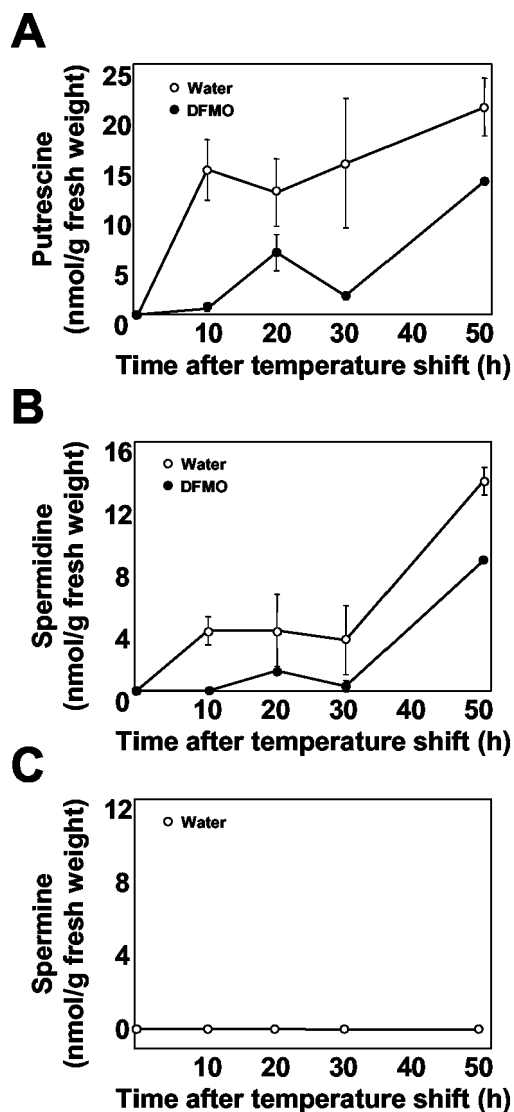 A
Putrescine
(nmol/g fresh weight)
25
20
15
10
5
0
Water
DFMO
10 20 30 40 50
Time after temperature shift (h)
B
Spermidine
(nmol/g fresh weight)
16
12
8
4
0
Water
DFMO
10 20 30 40 50
Time after temperature shift (h)
C
Spermine
(nmol/g fresh weight)
12
8
4
0
Water
10 20 30 40 50
Time after temperature shift (h)